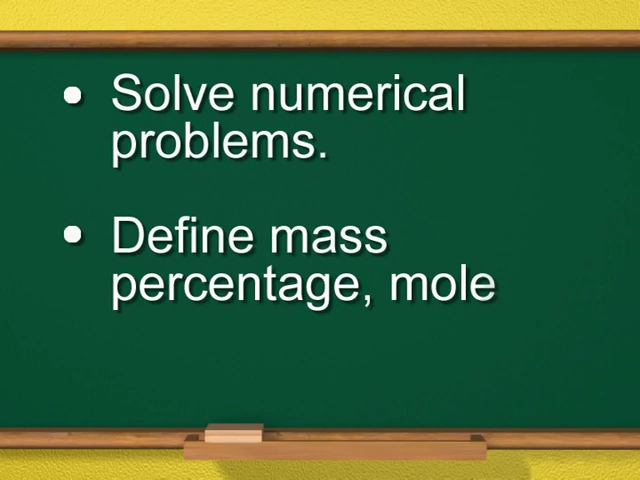 • Solve numerical
problems.
• Define mass
percentage, mole